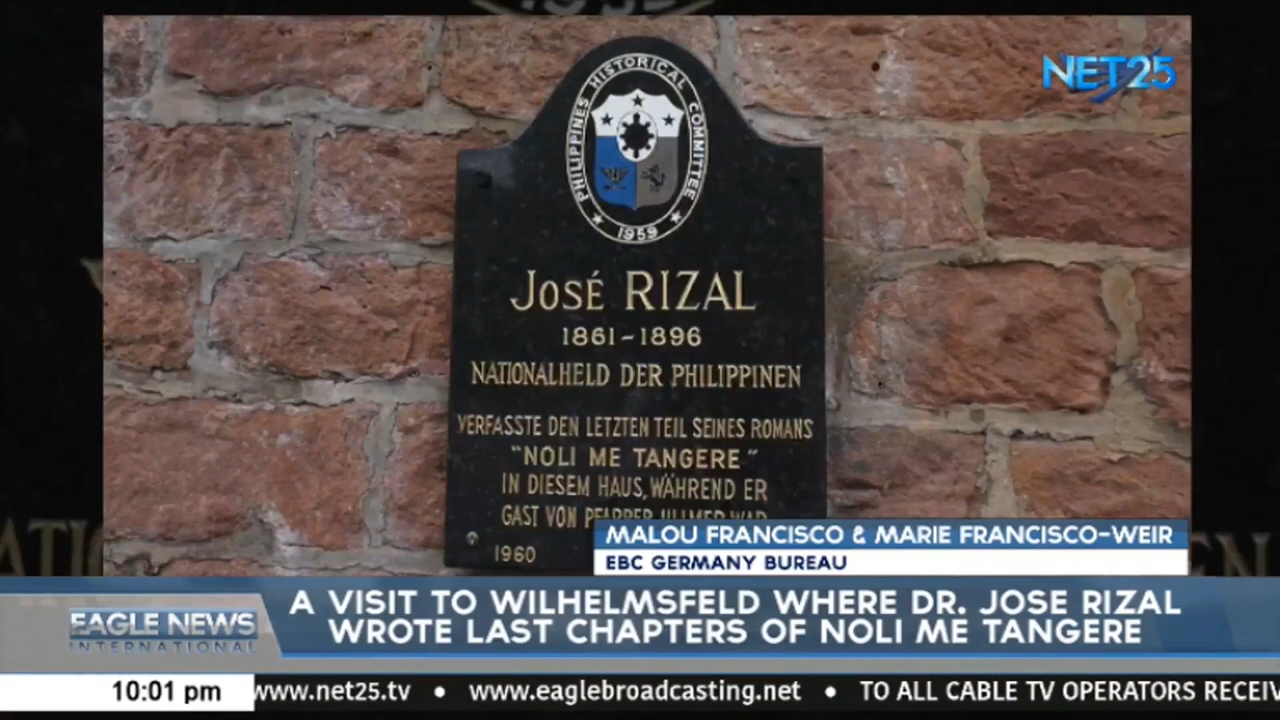 NET25
PHILIPPINES HISTORICAL COMMITTEE
1959
José RIZAL
1861-1896
NATIONALHELD DER PHILIPPINEN
VERFASSTE DEN LETZTEN TEIL SEINES ROMANS
"NOLI ME TANGERE"
IN DIESEM HAUS, WÄHREND ER
GAST VON PFARRER ULLMER WAR
1960
MALOU FRANCISCO & MARIE FRANCISCO-WEIR
EBC GERMANY BUREAU
EAGLE NEWS
INTERNATIONAL
A VISIT TO WILHELMSFELD WHERE DR. JOSE RIZAL
WROTE LAST CHAPTERS OF NOLI ME TANGERE
10:01 pm
www.net25.tv • www.eaglebroadcasting.net • TO ALL CABLE TV OPERATORS RECEIV